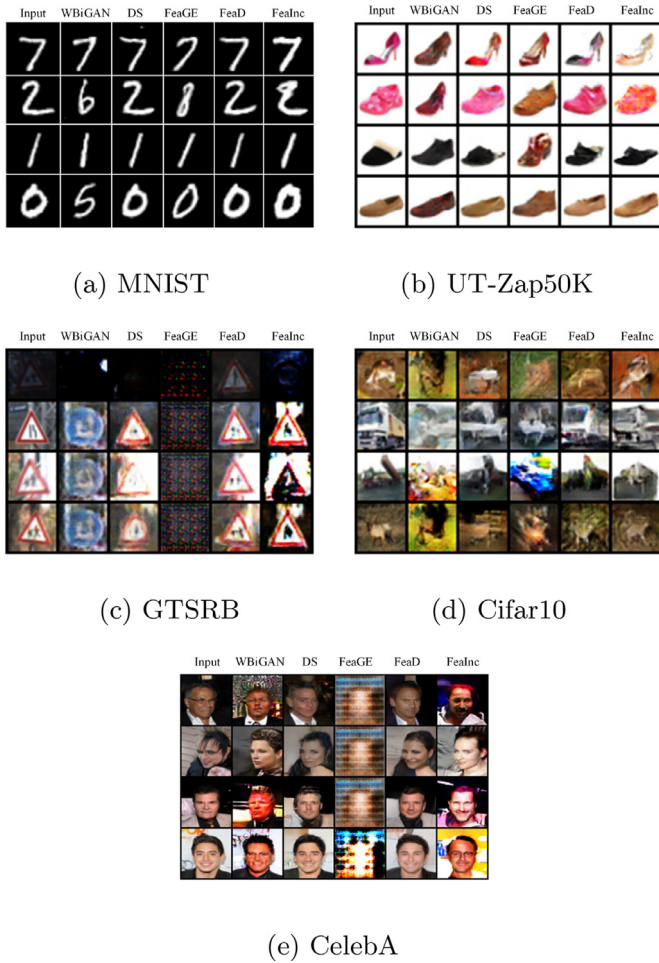 Input WBiGAN DS FeaGE FeaD FeaInc
(a) MNIST
Input WBiGAN DS FeaGE FeaD FeaInc
(b) UT-Zap50K
Input WBiGAN DS FeaGE FeaD FeaInc
(c) GTSRB
Input WBiGAN DS FeaGE FeaD FeaInc
(d) Cifar10
Input WBiGAN DS FeaGE FeaD FeaInc
(e) CelebA